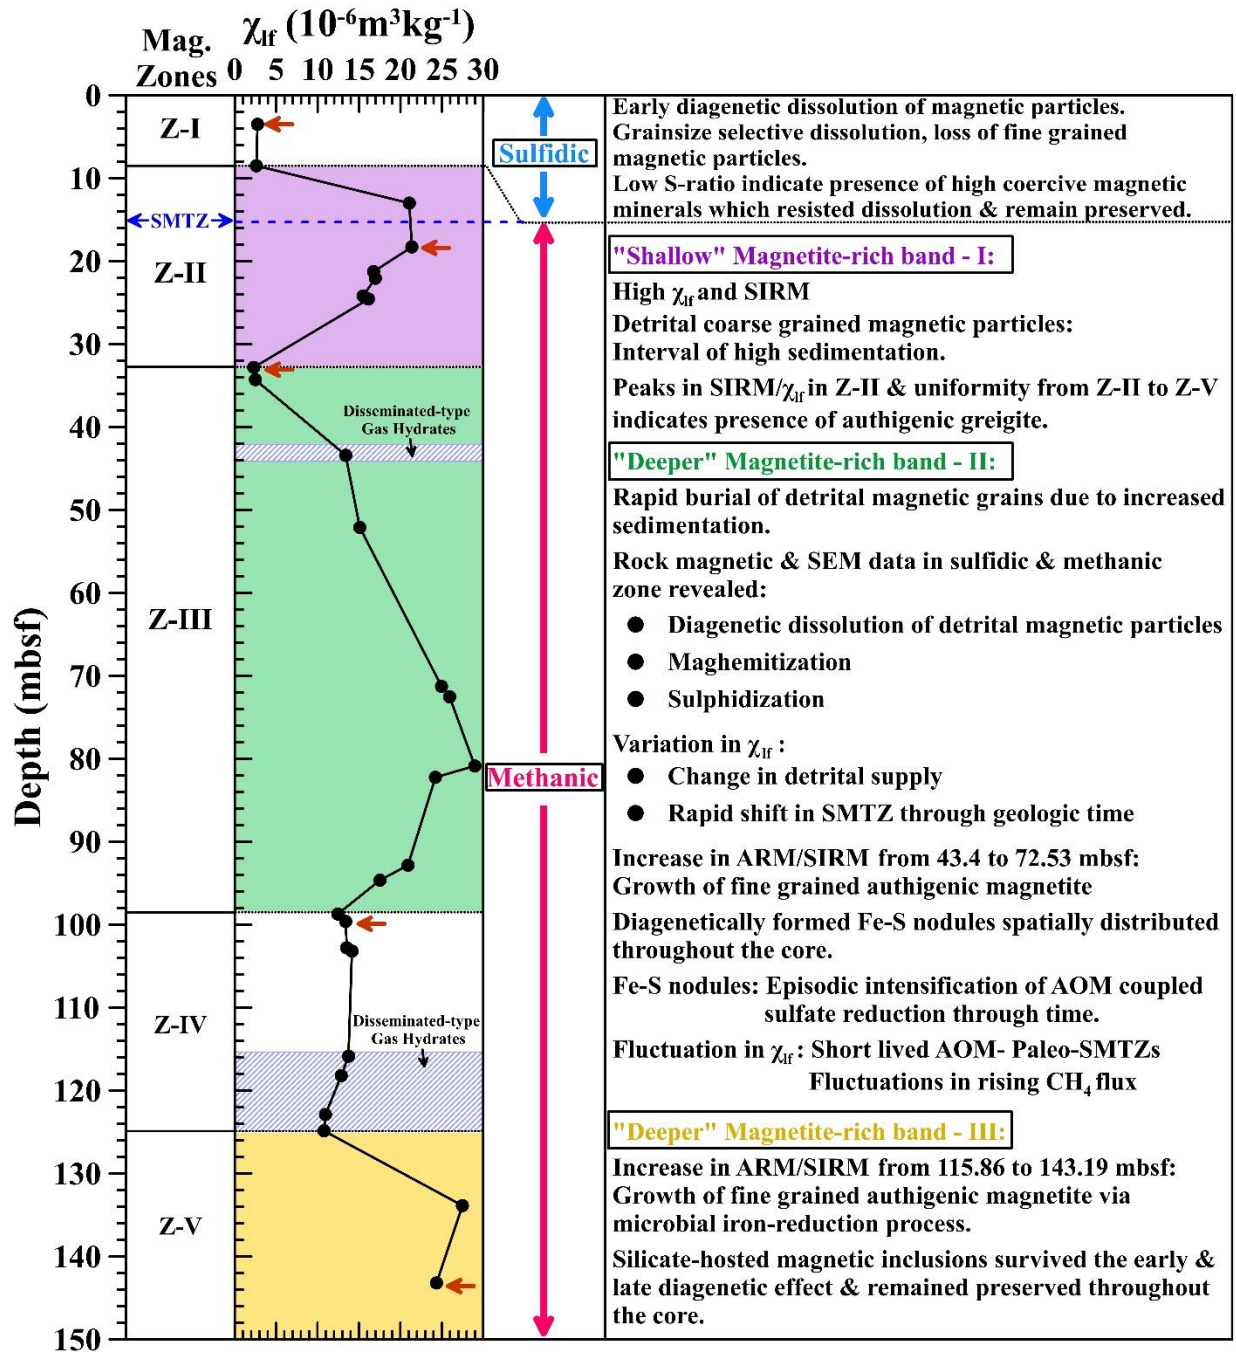 χlf (10-6m3kg-1)
Mag.
Zones
0 5 10 15 20 25 30
Depth (mbsf)
0
10
20
30
40
50
60
70
80
90
100
110
120
130
140
150
Z-I
SMTZ
Z-II
Z-III
Z-IV
Z-V
Disseminated-type
Gas Hydrates
Disseminated-type
Gas Hydrates
Sulfidic
Methanic
Early diagenetic dissolution of magnetic particles.
Grainsize selective dissolution, loss of fine grained
magnetic particles.
Low S-ratio indicate presence of high coercive magnetic
minerals which resisted dissolution & remain preserved.
"Shallow" Magnetite-rich band - I:
High χlf and SIRM
Detrital coarse grained magnetic particles:
Interval of high sedimentation.
Peaks in SIRM/χlf in Z-II & uniformity from Z-II to Z-V
indicates presence of authigenic greigite.
"Deeper" Magnetite-rich band - II:
Rapid burial of detrital magnetic grains due to increased
sedimentation.
Rock magnetic & SEM data in sulfidic & methanic
zone revealed:
● Diagenetic dissolution of detrital magnetic particles
● Maghemitization
● Sulphidization
Variation in χlf :
● Change in detrital supply
● Rapid shift in SMTZ through geologic time
Increase in ARM/SIRM from 43.4 to 72.53 mbsf:
Growth of fine grained authigenic magnetite
Diagenetically formed Fe-S nodules spatially distributed
throughout the core.
Fe-S nodules: Episodic intensification of AOM coupled
sulfate reduction through time.
Fluctuation in χlf : Short lived AOM- Paleo-SMTZs
Fluctuations in rising CH4 flux
"Deeper" Magnetite-rich band - III:
Increase in ARM/SIRM from 115.86 to 143.19 mbsf:
Growth of fine grained authigenic magnetite via
microbial iron-reduction process.
Silicate-hosted magnetic inclusions survived the early &
late diagenetic effect & remained preserved throughout
the core.